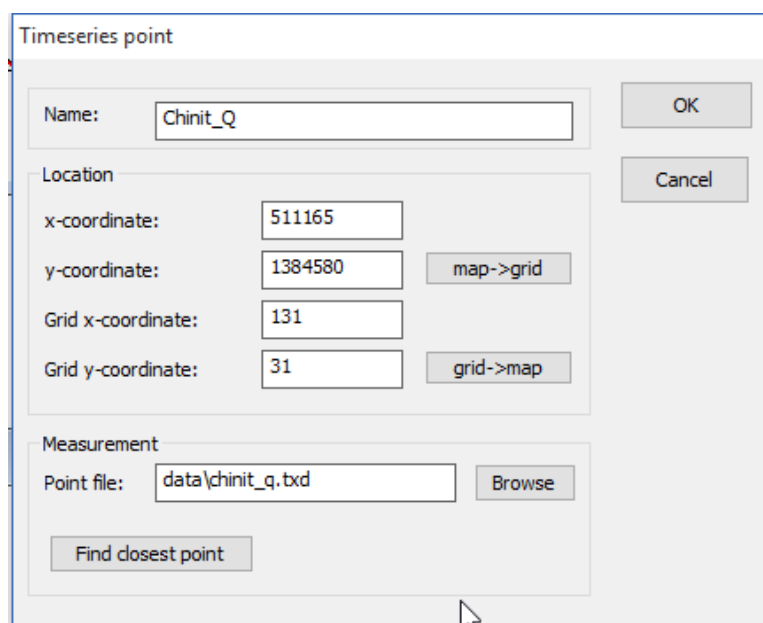 Timeseries point
Name: Chinit_Q
OK
Cancel
Location
x-coordinate: 511165
y-coordinate: 1384580 map->grid
Grid x-coordinate: 131
Grid y-coordinate: 31 grid->map
Measurement
Point file: data\chinit_q.txd Browse
Find closest point